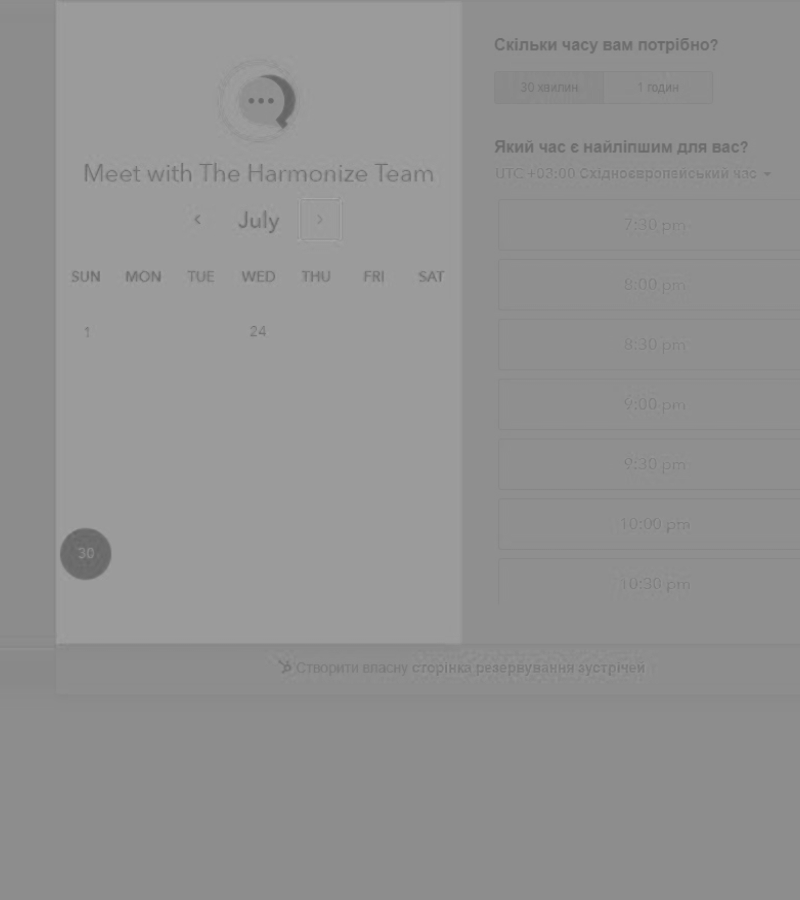 Meet with The Harmonize Team
July
SUN MON TUE WED THU FRI SAT
1 24
30
Скільки часу вам потрібно?
30 хвилин 1 годин
Який час є найліпшим для вас?
UTC +03:00 Східноєвропейський час
7:30 pm
8:00 pm
8:30 pm
9:00 pm
9:30 pm
10:00 pm
10:30 pm
Створити власну сторінка резервування зустрічей